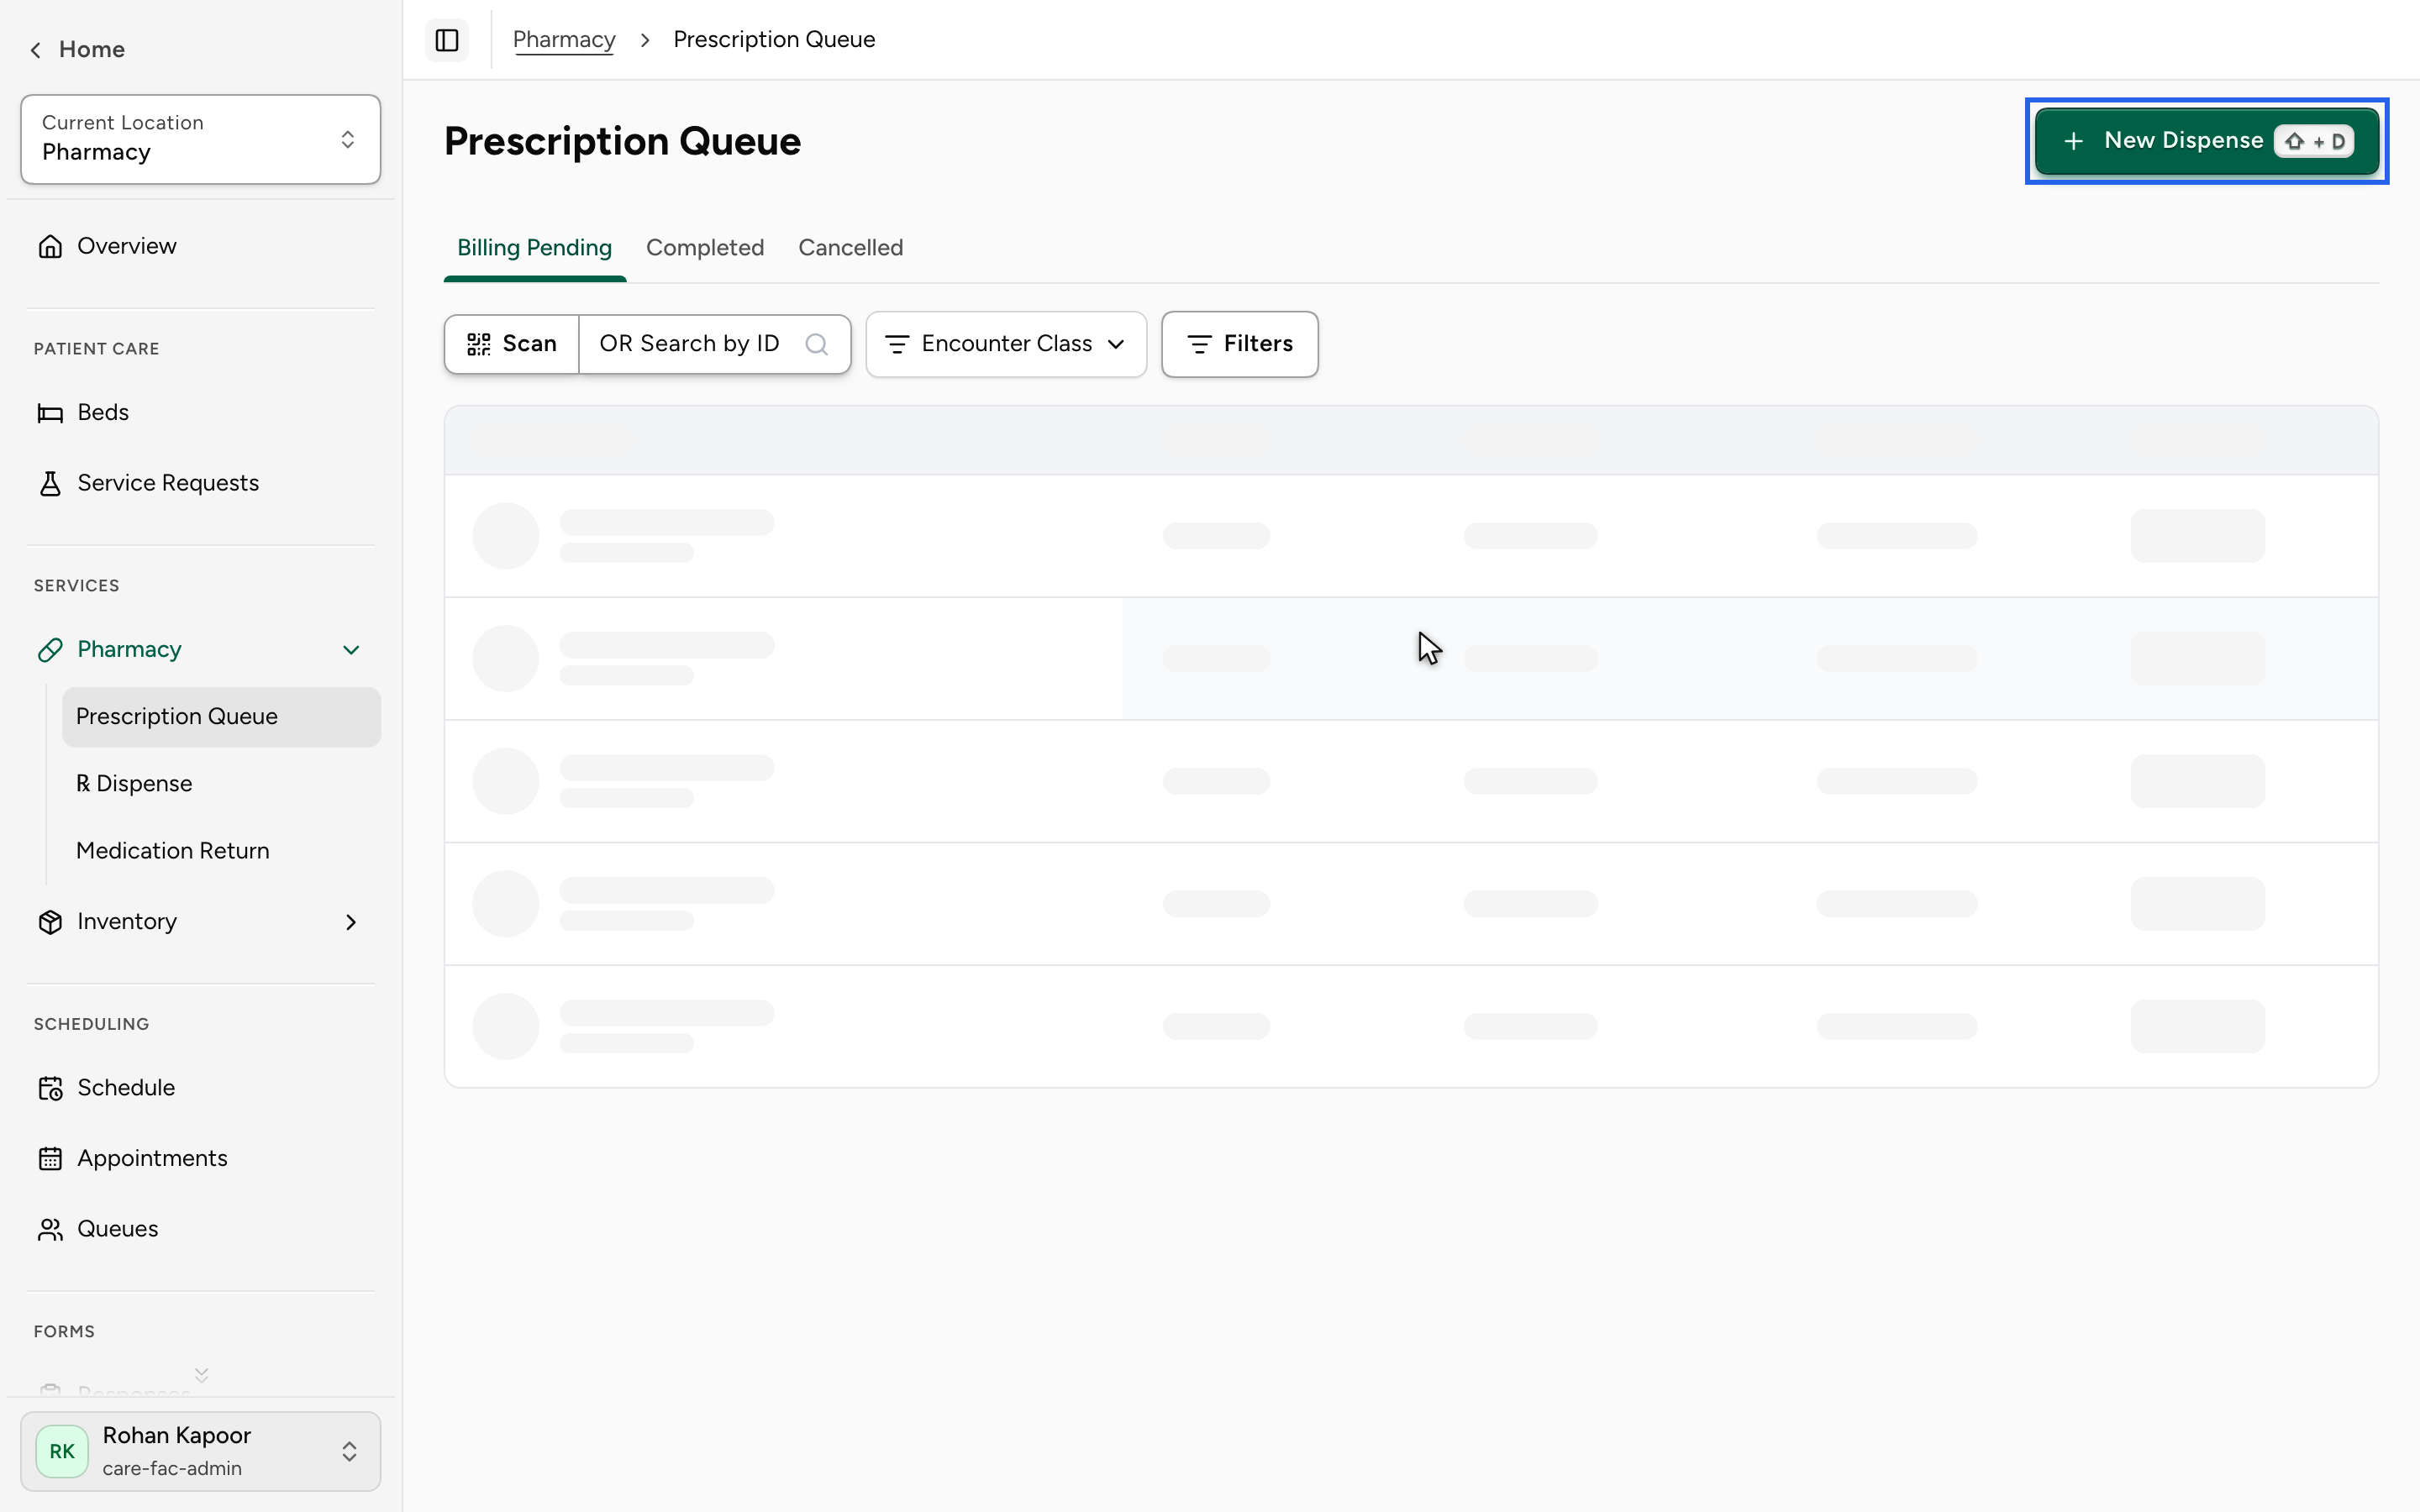 Home
Current Location
Pharmacy
Overview
PATIENT CARE
Beds
Service Requests
SERVICES
Pharmacy
Prescription Queue
℞ Dispense
Medication Return
Inventory
SCHEDULING
Schedule
Appointments
Queues
FORMS
Responses
RK
Rohan Kapoor
care-fac-admin
Pharmacy > Prescription Queue
Prescription Queue
+ New Dispense ⇧ + D
Billing Pending Completed Cancelled
Scan OR Search by ID Encounter Class Filters